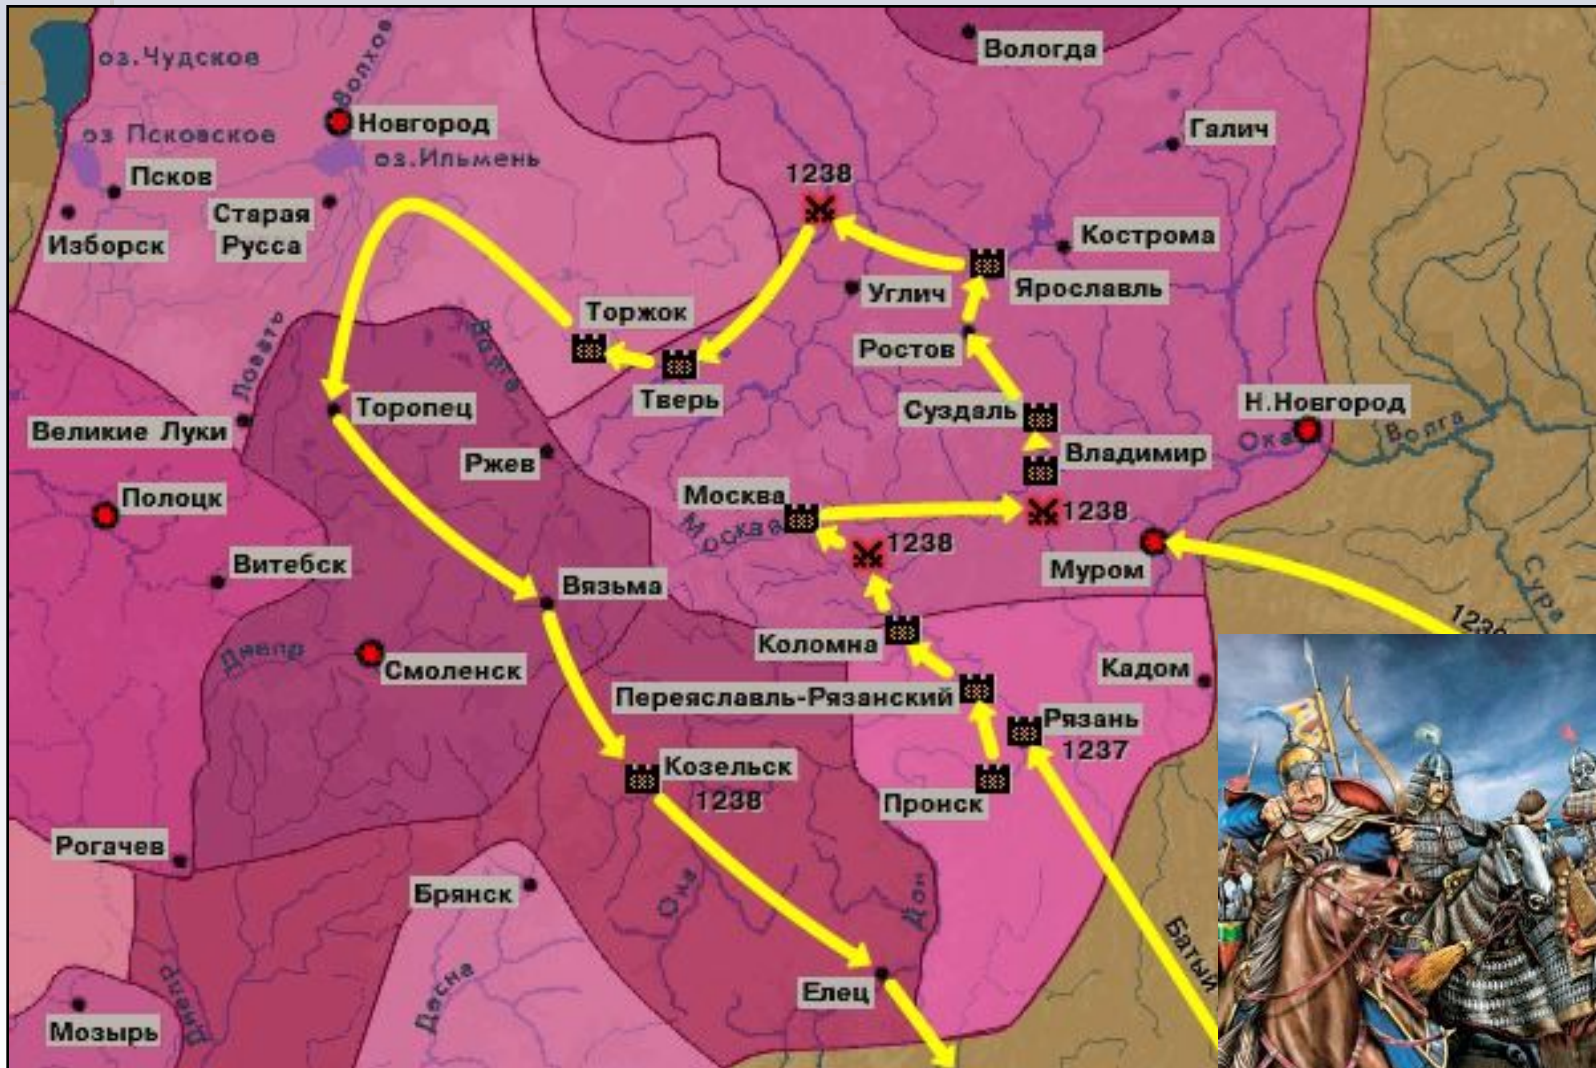 оз.Чудское
Волхов
Вологда
Новгород
Галич
оз Псковское
оз.Ильмень
Псков
1238
Старая
Русса
Изборск
Кострома
Углич
Ярославль
Торжок
Ловать
Ростов
Тверь
Торопец
Великие Луки
Суздаль
Н.Новгород
Ока
Волга
Ржев
Владимир
Полоцк
Москва
Москва
1238
1238
Муром
Витебск
Вязьма
Сура
Днепр
Смоленск
Коломна
Кадом
Переяславль-Рязанский
Рязань
1237
Козельск
1238
Пронск
Рогачев
Брянск
Ока
Дон
Батый
Десна
Елец
Днепр
Мозырь